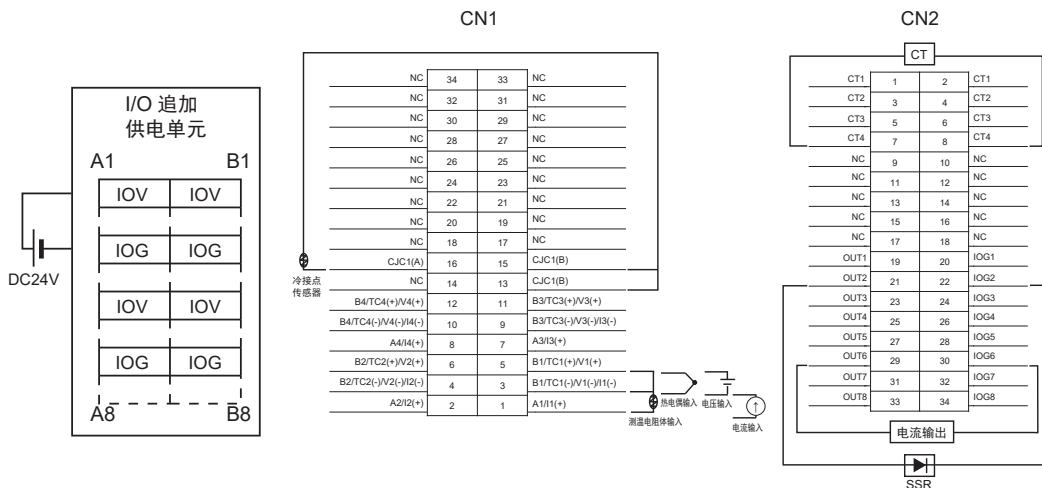 CN1
CN2
I/O 追加
供电单元
A1 B1
IOV IOV
IOG IOG
IOV IOV
IOG IOG
A8 B8
DC24V
NC 34 33 NC
NC 32 31 NC
NC 30 29 NC
NC 28 27 NC
NC 26 25 NC
NC 24 23 NC
NC 22 21 NC
NC 20 19 NC
NC 18 17 NC
CJC1(A) 16 15 CJC1(B)
NC 14 13 CJC1(B)
B4/TC4(+)/V4(+) 12 11 B3/TC3(+)/V3(+)
B4/TC4(-)/V4(-)/I4(-) 10 9 B3/TC3(-)/V3(-)/I3(-)
A4/I4(+) 8 7 A3/I3(+)
B2/TC2(+)/V2(+) 6 5 B1/TC1(+)/V1(+)
B2/TC2(-)/V2(-)/I2(-) 4 3 B1/TC1(-)/V1(-)/I1(-)
A2/I2(+) 2 1 A1/I1(+)
冷接点
传感器
热电偶输入
电压输入
测温电阻体输入
电流输入
CT
CT1 1 2 CT1
CT2 3 4 CT2
CT3 5 6 CT3
CT4 7 8 CT4
NC 9 10 NC
NC 11 12 NC
NC 13 14 NC
NC 15 16 NC
NC 17 18 NC
OUT1 19 20 IOG1
OUT2 21 22 IOG2
OUT3 23 24 IOG3
OUT4 25 26 IOG4
OUT5 27 28 IOG5
OUT6 29 30 IOG6
OUT7 31 32 IOG7
OUT8 33 34 IOG8
电流输出
SSR